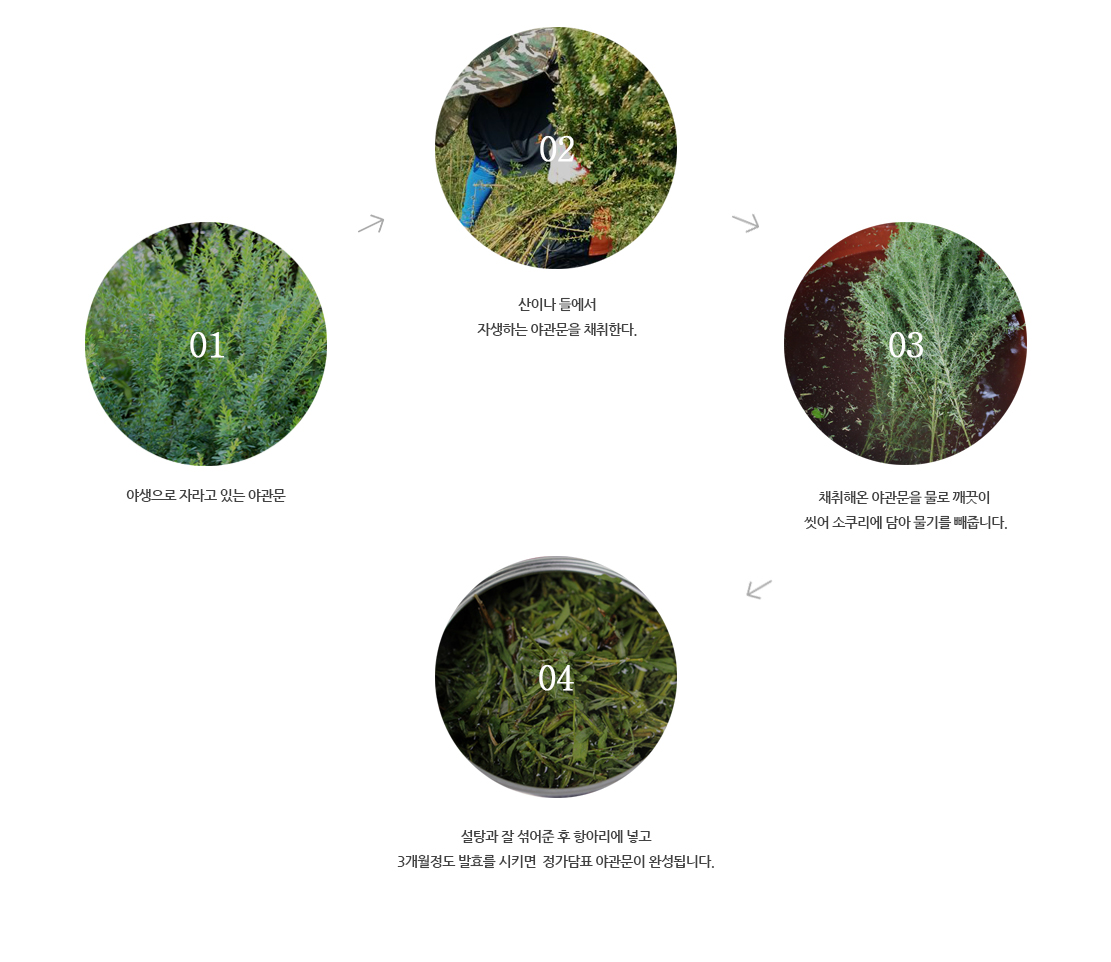 01
야생으로 자라고 있는 야관문
02
산이나 들에서
자생하는 야관문을 채취한다.
03
채취해온 야관문을 물로 깨끗이
씻어 소쿠리에 담아 물기를 빼줍니다.
04
설탕과 잘 섞어준 후 항아리에 넣고
3개월정도 발효를 시키면 정가담표 야관문이 완성됩니다.